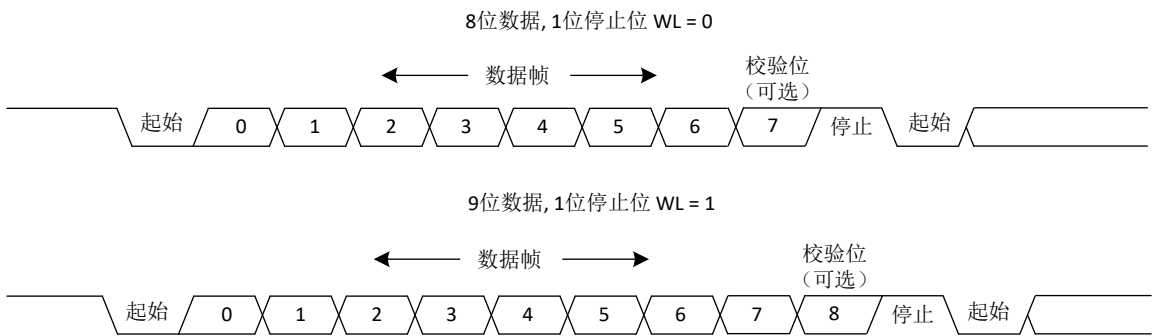 8位数据, 1位停止位 WL = 0
数据帧
校验位
（可选）
起始 0 1 2 3 4 5 6 7 停止 起始
9位数据, 1位停止位 WL = 1
数据帧
校验位
（可选）
起始 0 1 2 3 4 5 6 7 8 停止 起始